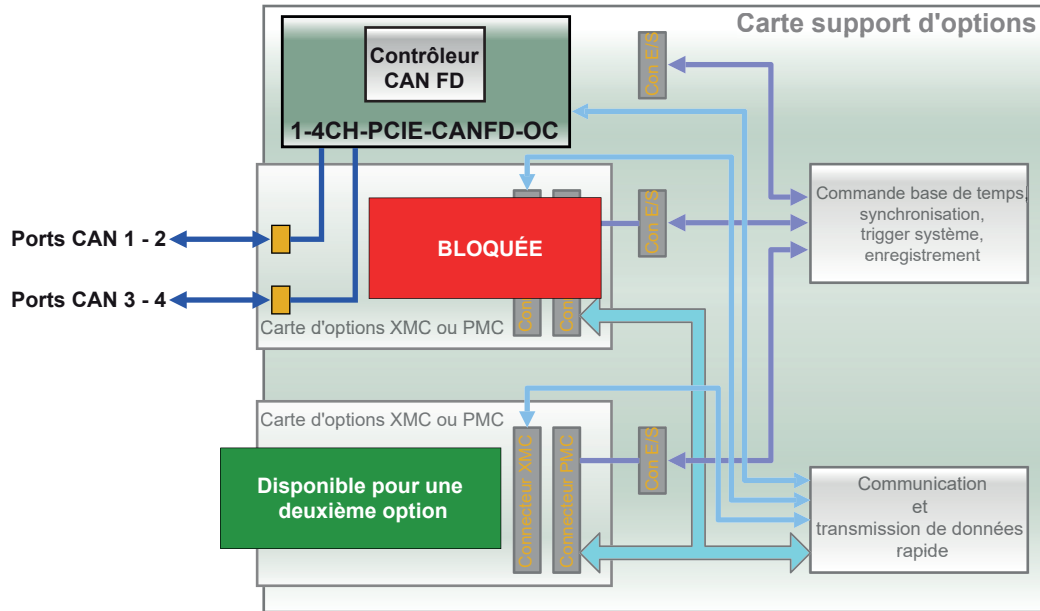 Carte support d'options
Contrôleur
CAN FD
1-4CH-PCIE-CANFD-OC
Con E/S
Commande base de temps,
synchronisation,
trigger système,
enregistrement
Con E/S
BLOQUÉE
Ports CAN 1 - 2
Ports CAN 3 - 4
Con
Con
Carte d'options XMC ou PMC
Carte d'options XMC ou PMC
Connecteur XMC
Connecteur PMC
Con E/S
Disponible pour une
deuxième option
Communication
et
transmission de données
rapide